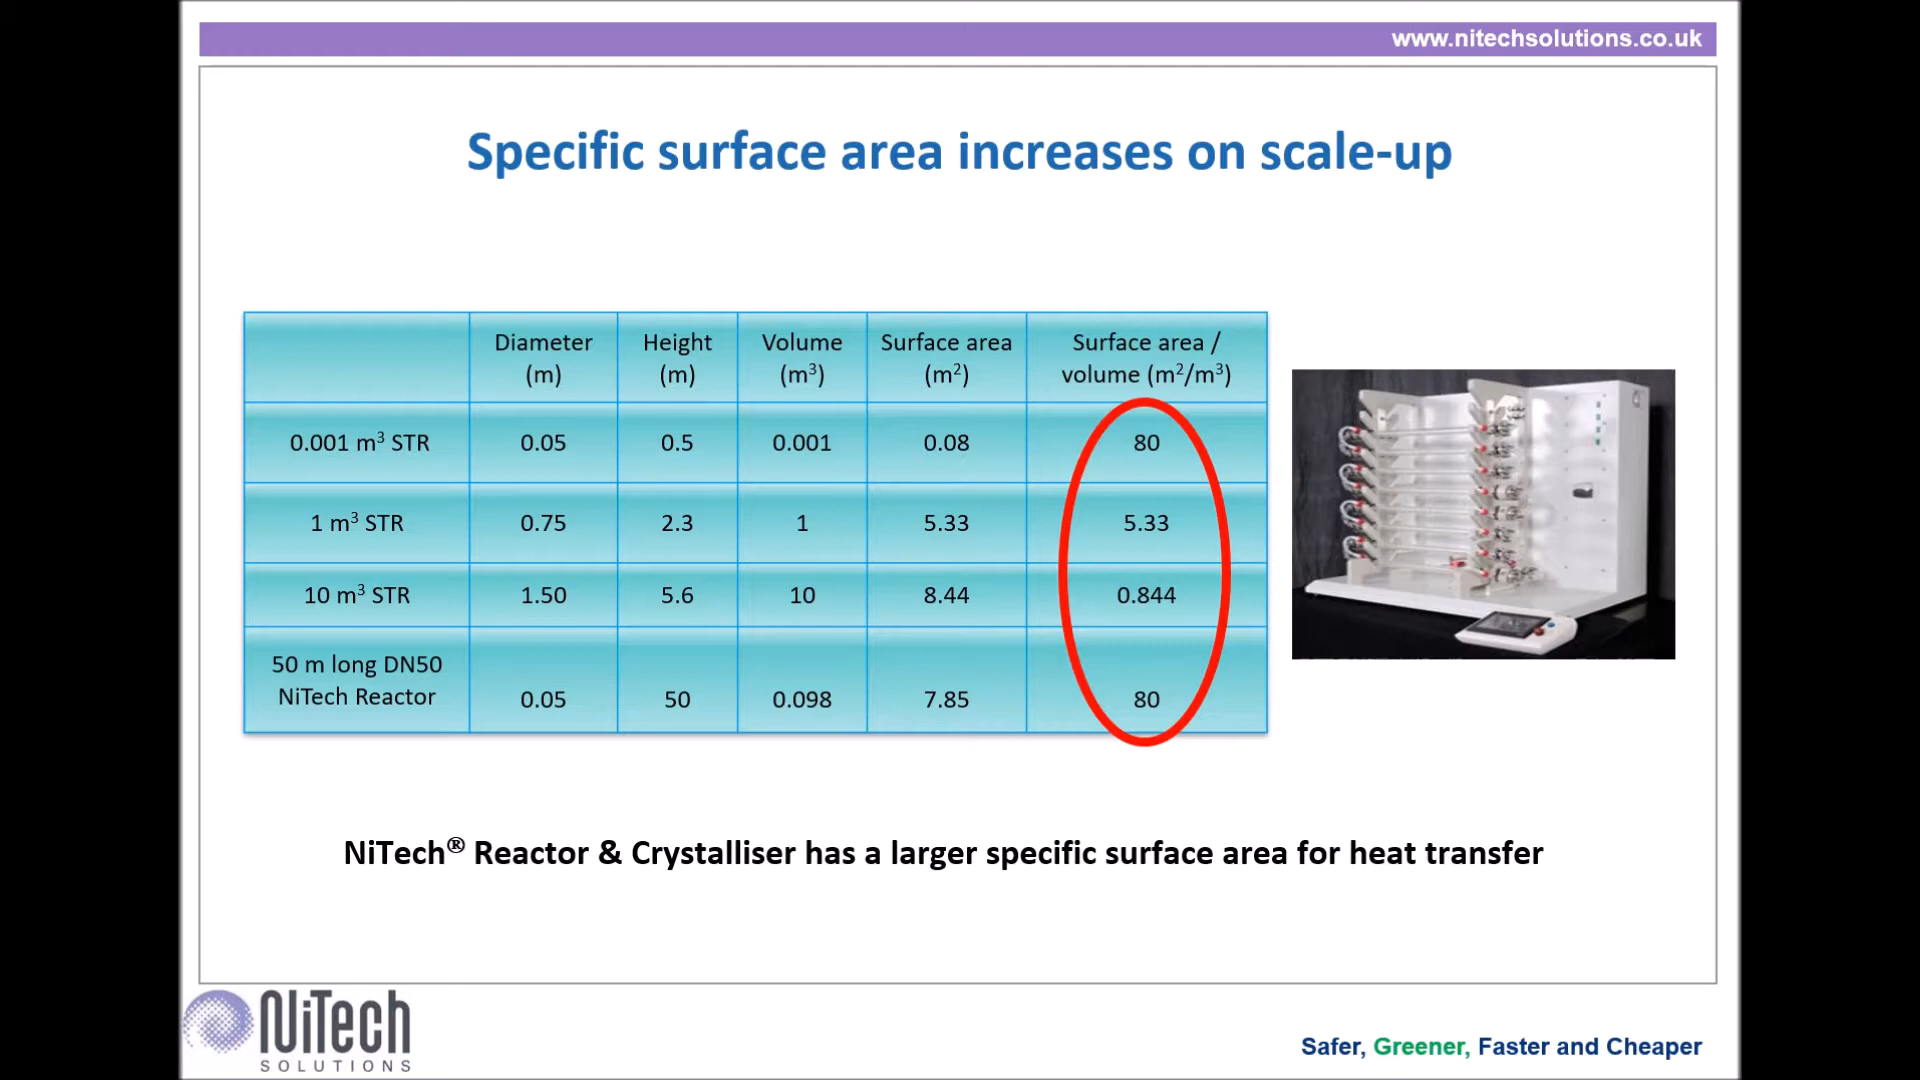 www.nitechsolutions.co.uk
Specific surface area increases on scale-up
Diameter (m) Height (m) Volume (m³) Surface area (m²) Surface area / volume (m²/m³)
0.001 m³ STR 0.05 0.5 0.001 0.08 80
1 m³ STR 0.75 2.3 1 5.33 5.33
10 m³ STR 1.50 5.6 10 8.44 0.844
50 m long DN50 NiTech Reactor 0.05 50 0.098 7.85 80
NiTech® Reactor & Crystalliser has a larger specific surface area for heat transfer
NiTech
SOLUTIONS
Safer, Greener, Faster and Cheaper